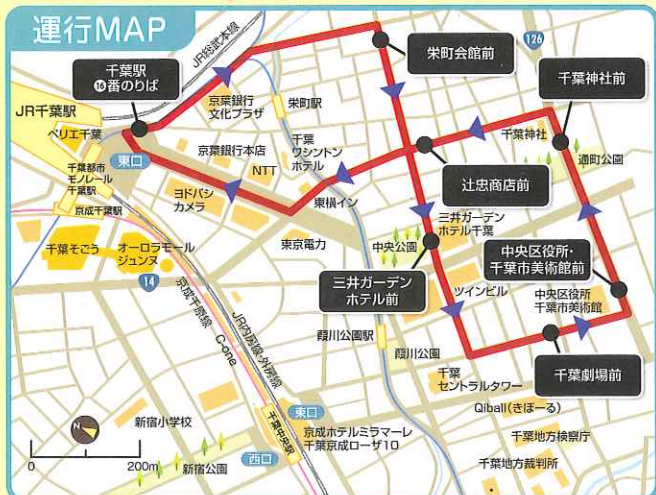 運行MAP
JR総武本線
126
千葉駅
⑯番のりば
栄町会館前
千葉神社前
JR千葉駅
ペリエ千葉
京葉銀行
文化プラザ
栄町駅
千葉神社
通町公園
東口
京葉銀行本店
千葉
ワシントン
ホテル
辻忠商店前
千葉都市
モノレール
千葉駅
NTT
ヨドバシ
カメラ
東横イン
京成千葉駅
三井ガーデン
ホテル千葉
中央公園
東京電力
千葉そごう
オーロラモール
ジュンヌ
14
三井ガーデン
ホテル前
中央区役所・
千葉市美術館前
ツインビル
中央区役所
千葉市美術館
京成千原線
JR内房線・外房線
C-one
葭川公園駅
葭川公園
千葉劇場前
千葉
セントラルタワー
Qiball(きぼーる)
N
新宿小学校
東口
千葉中央駅
京成ホテルミラマーレ
千葉京成ローザ10
千葉地方検察庁
0
200m
新宿公園
西口
千葉地方裁判所